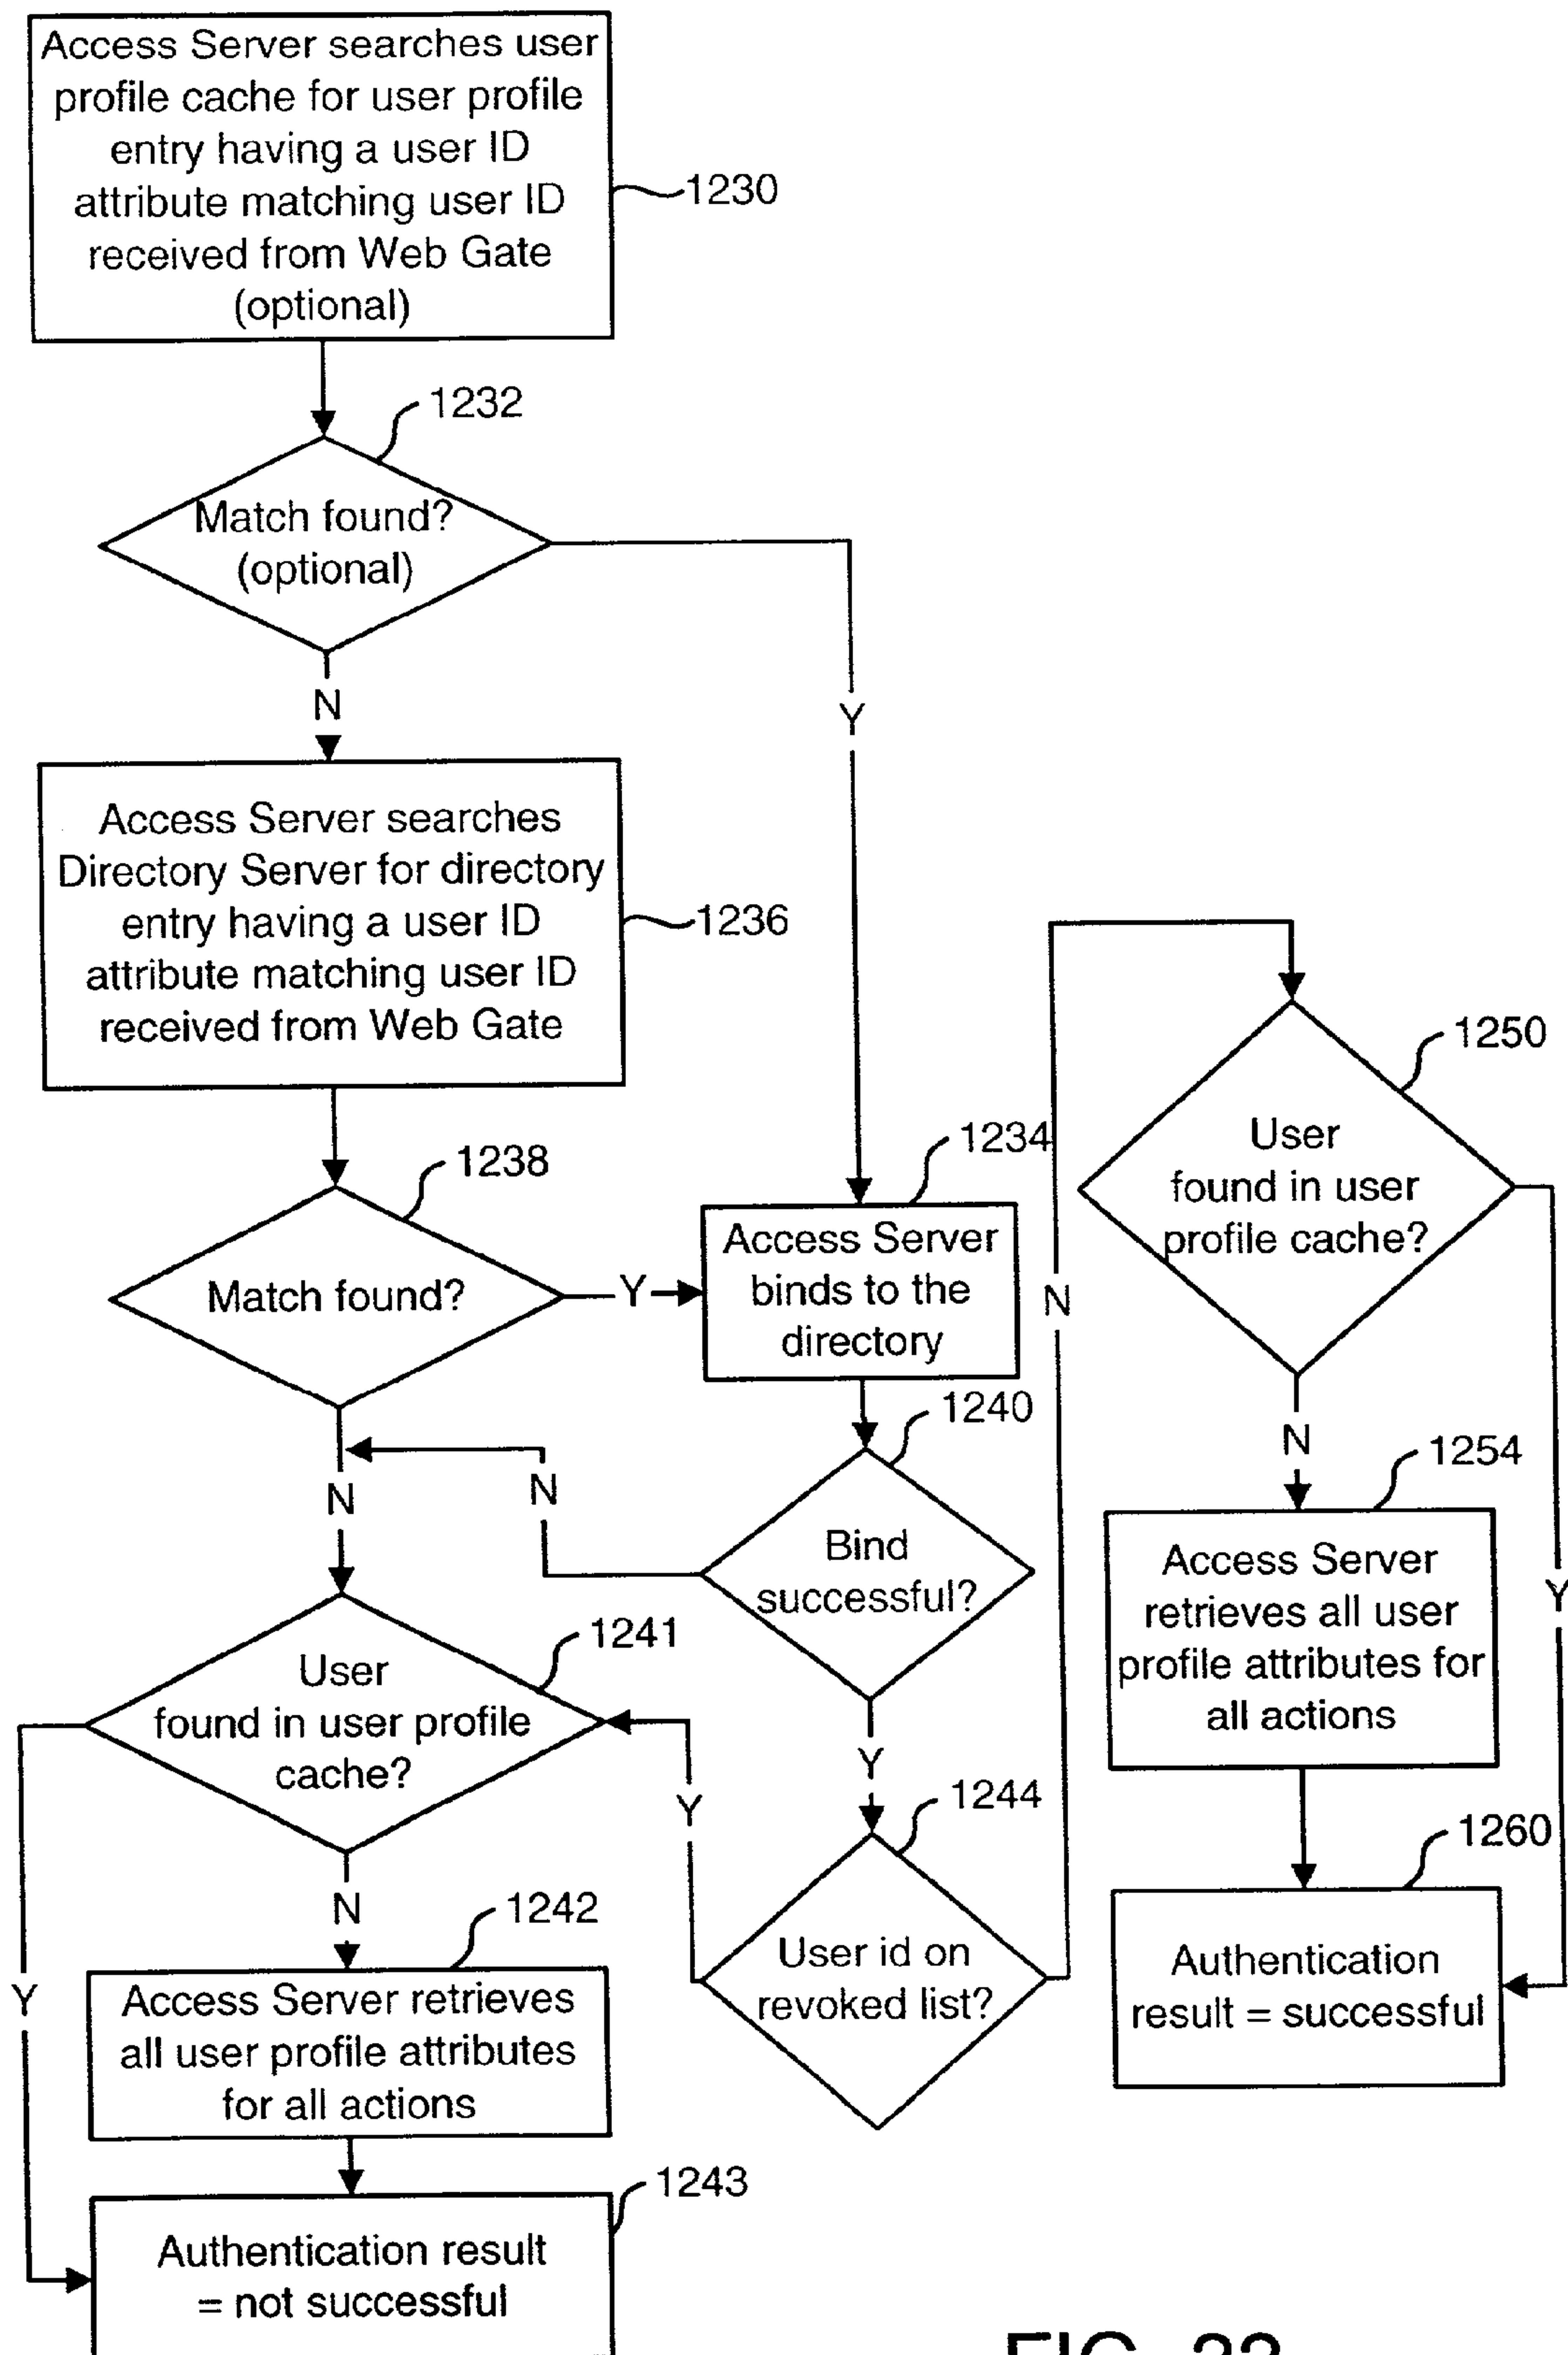 Access Server searches user
profile cache for user profile
entry having a user ID
attribute matching user ID
received from Web Gate
(optional)
1230
1232
Match found?
(optional)
N
Y
Access Server searches
Directory Server for directory
entry having a user ID
attribute matching user ID
received from Web Gate
1236
1238
Match found?
Y
N
1234
Access Server
binds to the
directory
1240
Bind
successful?
N
Y
1241
User
found in user profile
cache?
Y
N
1244
User id on
revoked list?
Y
N
1242
Access Server retrieves
all user profile attributes
for all actions
1243
Authentication result
= not successful
1250
User
found in user
profile cache?
N
Y
1254
Access Server
retrieves all user
profile attributes for
all actions
1260
Authentication
result = successful
FIG.